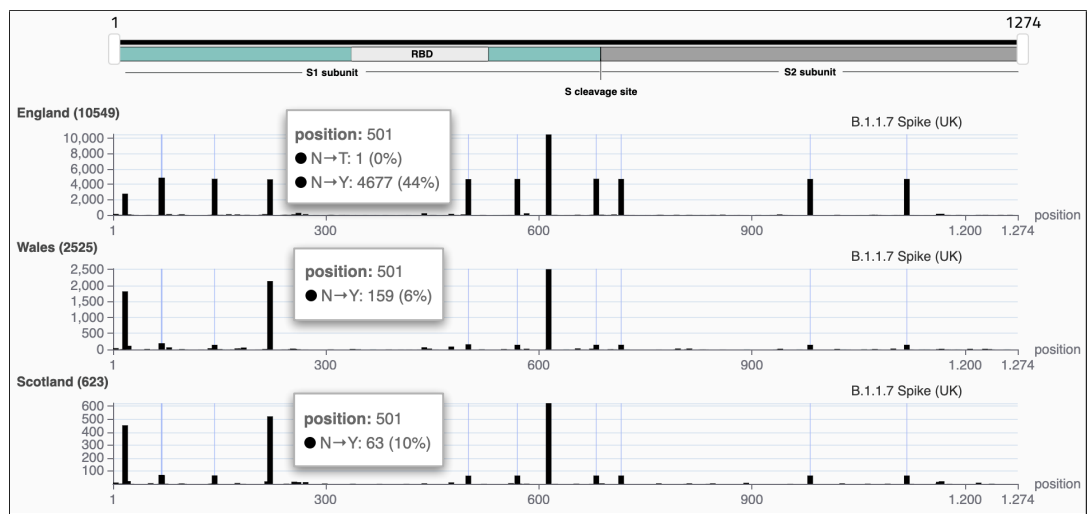 1 1274
RBD
S1 subunit S2 subunit
S cleavage site
England (10549)
B.1.1.7 Spike (UK)
position: 501
N→T: 1 (0%)
N→Y: 4677 (44%)
10,000
8,000
6,000
4,000
2,000
0
1 300 600 900 1.200 1.274 position
Wales (2525)
B.1.1.7 Spike (UK)
position: 501
N→Y: 159 (6%)
2,500
2,000
1,500
1,000
500
0
1 300 600 900 1.200 1.274 position
Scotland (623)
B.1.1.7 Spike (UK)
position: 501
N→Y: 63 (10%)
600
500
400
300
200
100
1 300 600 900 1.200 1.274 position